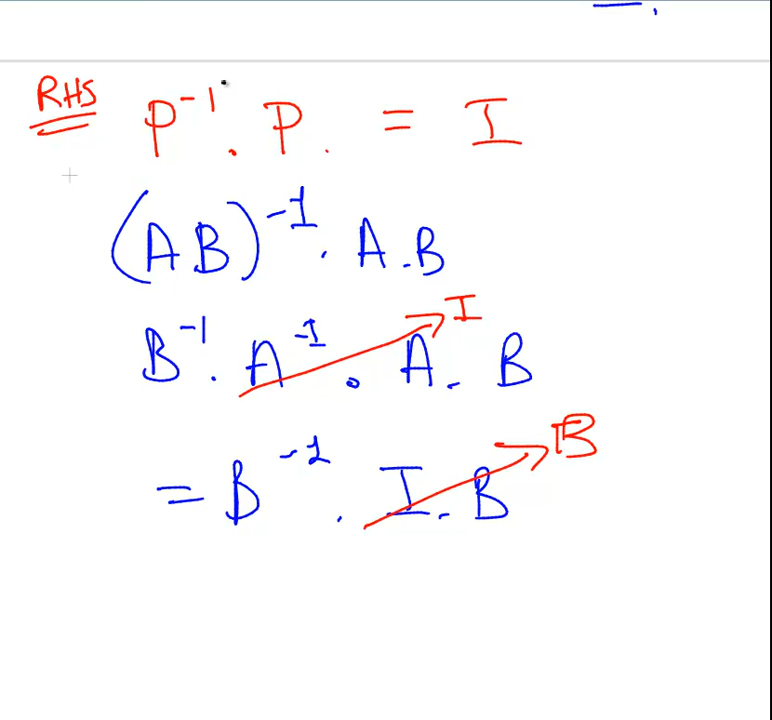 RHS
P⁻¹. P. = I
(AB)⁻¹. A.B
I
B⁻¹. A⁻¹. A. B
B
= B⁻¹. I. B